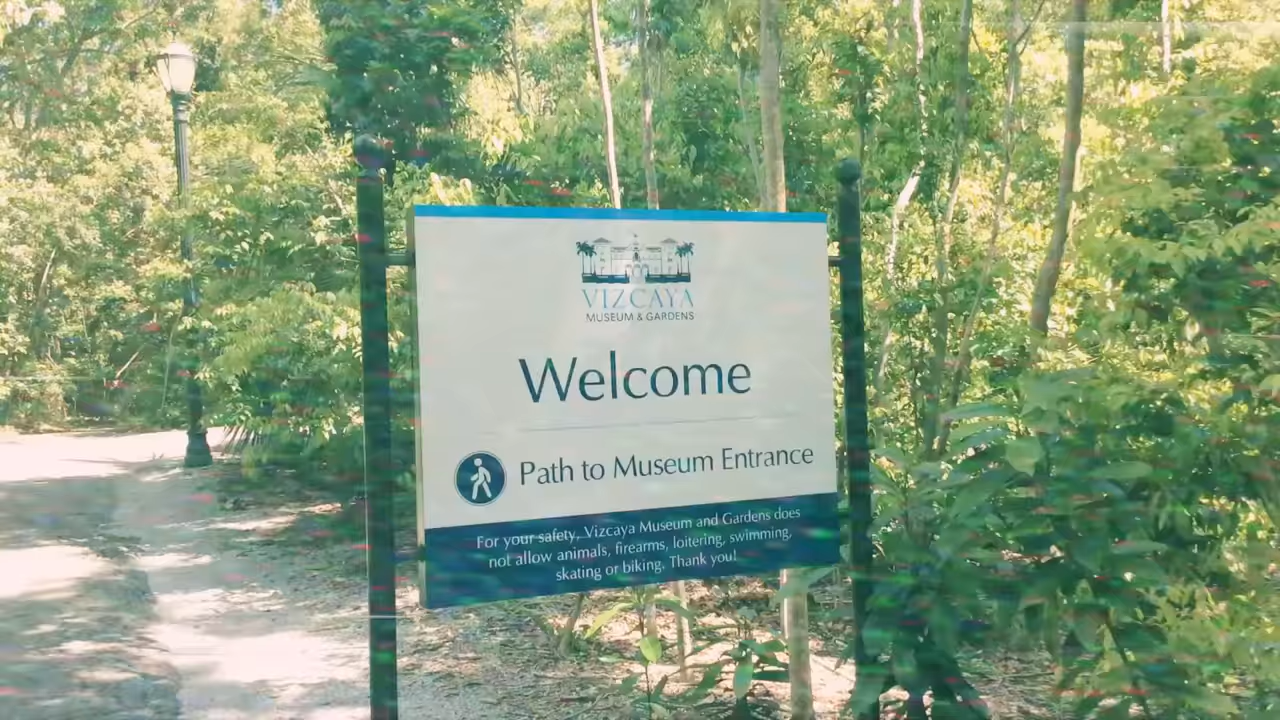 VIZCAYA
MUSEUM & GARDENS
Welcome
Path to Museum Entrance
For your safety, Vizcaya Museum and Gardens does
not allow animals, firearms, loitering, swimming,
skating or biking. Thank you!